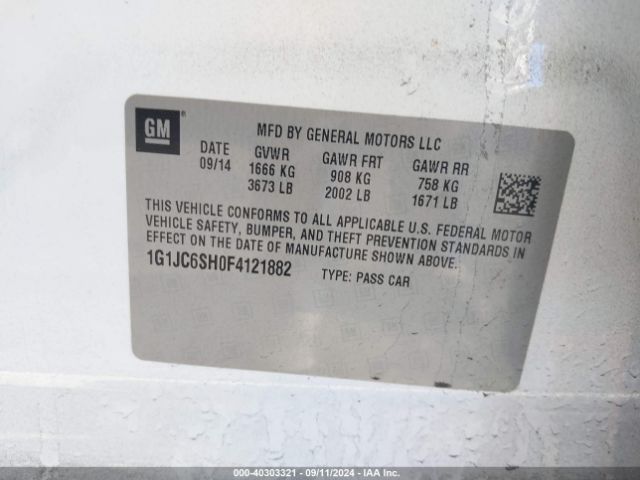 GM
MFD BY GENERAL MOTORS LLC
DATE GVWR GAWR FRT GAWR RR
09/14 1666 KG 908 KG 758 KG
3673 LB 2002 LB 1671 LB
THIS VEHICLE CONFORMS TO ALL APPLICABLE U.S. FEDERAL MOTOR
VEHICLE SAFETY, BUMPER, AND THEFT PREVENTION STANDARDS IN
EFFECT ON THE DATE OF MANUFACTURE SHOWN ABOVE.
1G1JC6SH0F4121882 TYPE: PASS CAR
000-40303321 - 09/11/2024 - IAA Inc.